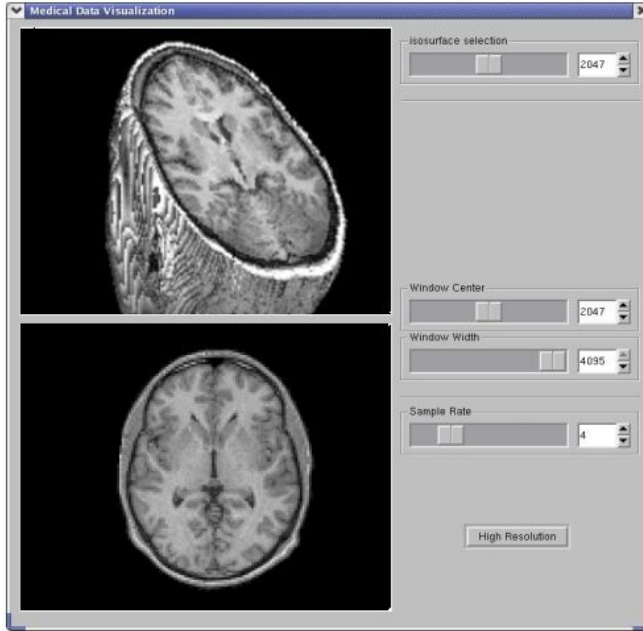 Medical Data Visualization
isosurface selection
2047
Window Center
2047
Window Width
4095
Sample Rate
4
High Resolution